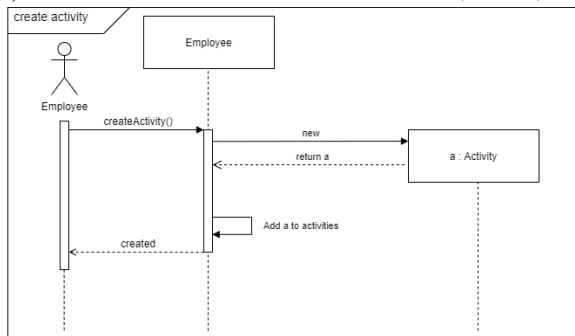 create activity
Employee
Employee
createActivity()
new
return a
a : Activity
Add a to activities
created